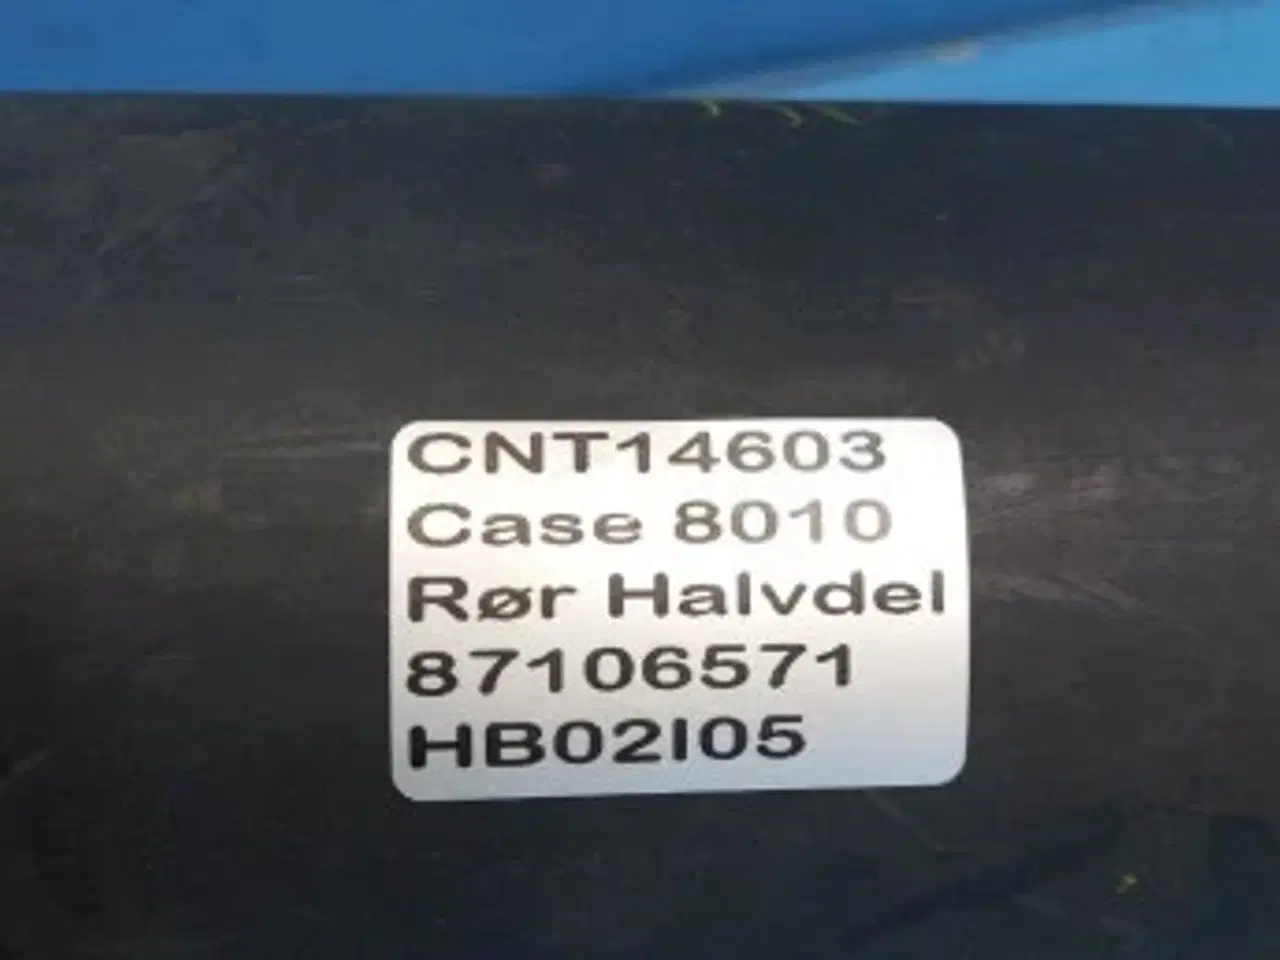 CNT14603
Case 8010
Rør Halvdel
87106571
HB02I05